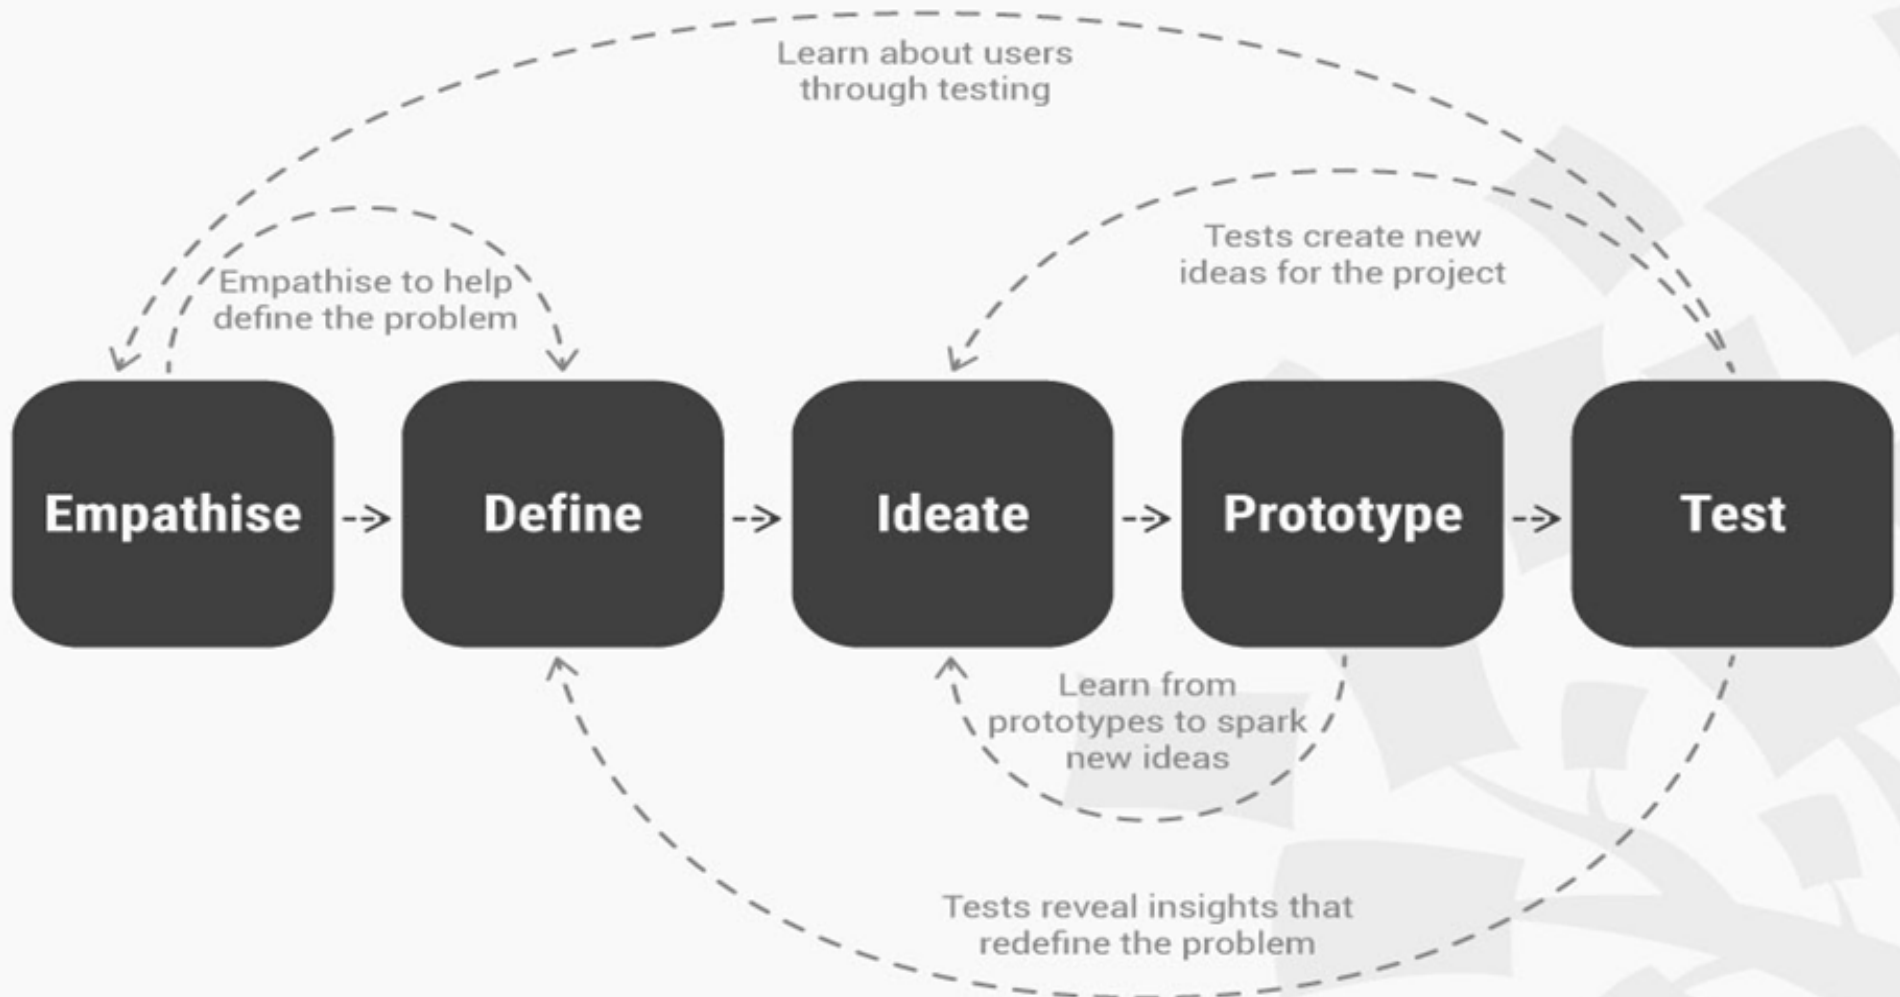 Learn about users
through testing
Tests create new
ideas for the project
Empathise to help
define the problem
Empathise
Define
Ideate
Prototype
Test
Learn from
prototypes to spark
new ideas
Tests reveal insights that
redefine the problem